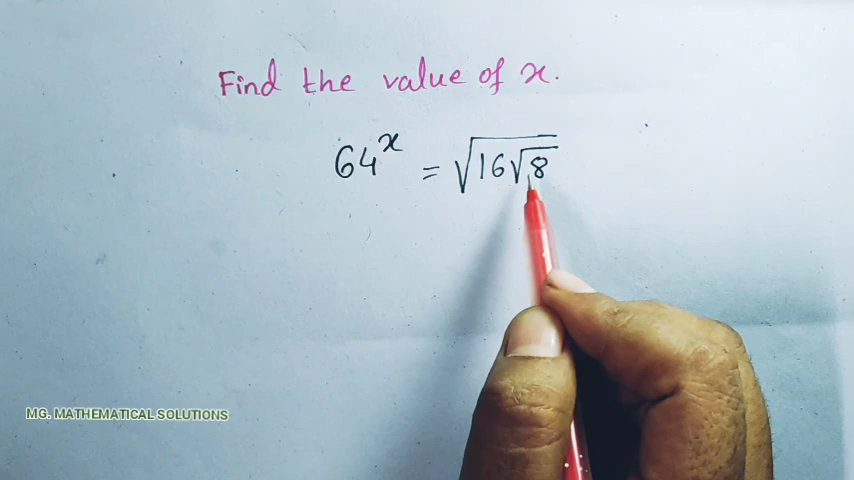 Find the value of x.
64^x = √(16√8)
MG. MATHEMATICAL SOLUTIONS